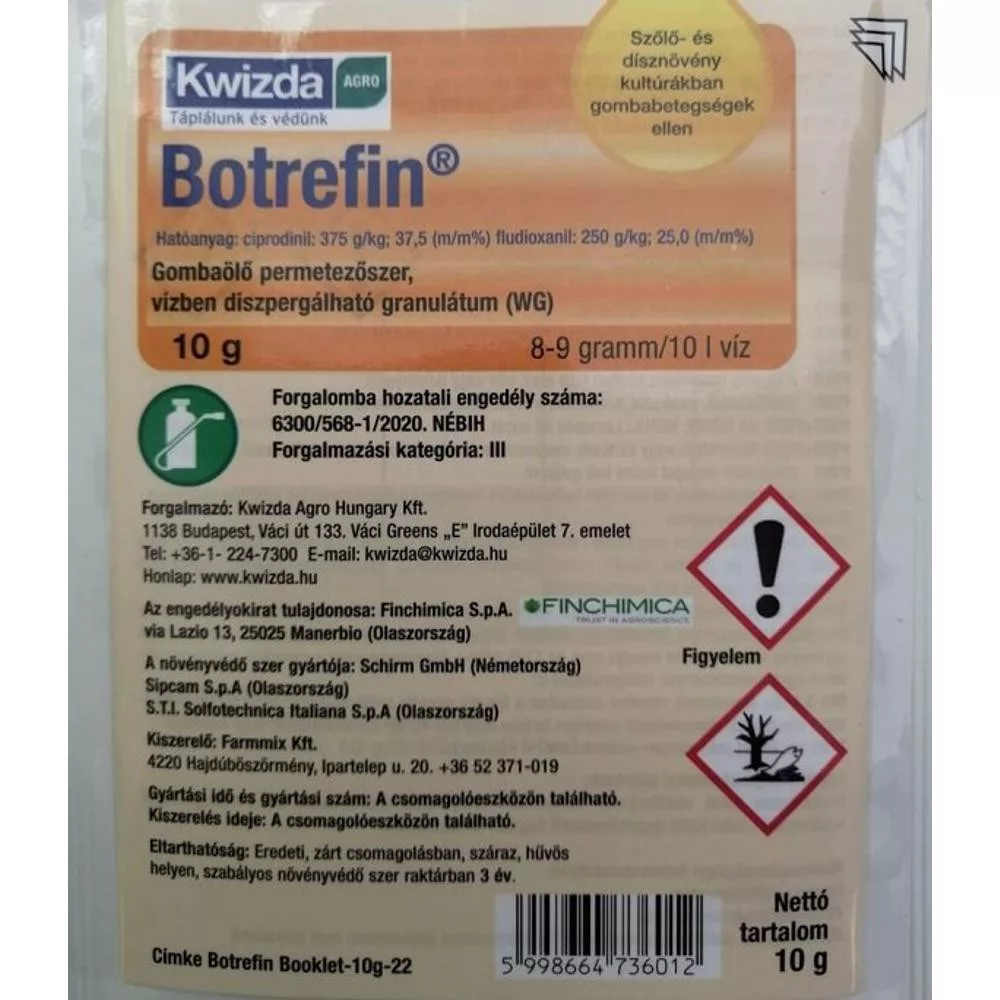 Kwizda AGRO
Táplálunk és védünk
Szőlő- és
dísznövény
kultúrákban
gombabetegségek
ellen
Botrefin®
Hatóanyag: ciprodinil: 375 g/kg; 37,5 (m/m%) fludioxanil: 250 g/kg; 25,0 (m/m%)
Gombaölő permetezőszer,
vízben diszpergálható granulátum (WG)
10 g
8-9 gramm/10 l víz
Forgalomba hozatali engedély száma:
6300/568-1/2020. NÉBIH
Forgalmazási kategória: III
Forgalmazó: Kwizda Agro Hungary Kft.
1138 Budapest, Váci út 133. Váci Greens „E” Irodaépület 7. emelet
Tel: +36-1- 224-7300 E-mail: kwizda@kwizda.hu
Honlap: www.kwizda.hu
Az engedélyokirat tulajdonosa: Finchimica S.p.A.
via Lazio 13, 25025 Manerbio (Olaszország)
FINCHIMICA
TRUST IN AGROSCIENCE
A növényvédő szer gyártója: Schirm GmbH (Németország)
Sipcam S.p.A (Olaszország)
S.T.I. Solfotechnica Italiana S.p.A (Olaszország)
Figyelem
Kiszerelő: Farmmix Kft.
4220 Hajdúböszörmény, Ipartelep u. 20. +36 52 371-019
Gyártási idő és gyártási szám: A csomagolóeszközön található.
Kiszerelés ideje: A csomagolóeszközön található.
Eltarthatóság: Eredeti, zárt csomagolásban, száraz, hűvös
helyen, szabályos növényvédő szer raktárban 3 év.
Címke Botrefin Booklet-10g-22
5 998664 736012
Nettó
tartalom
10 g